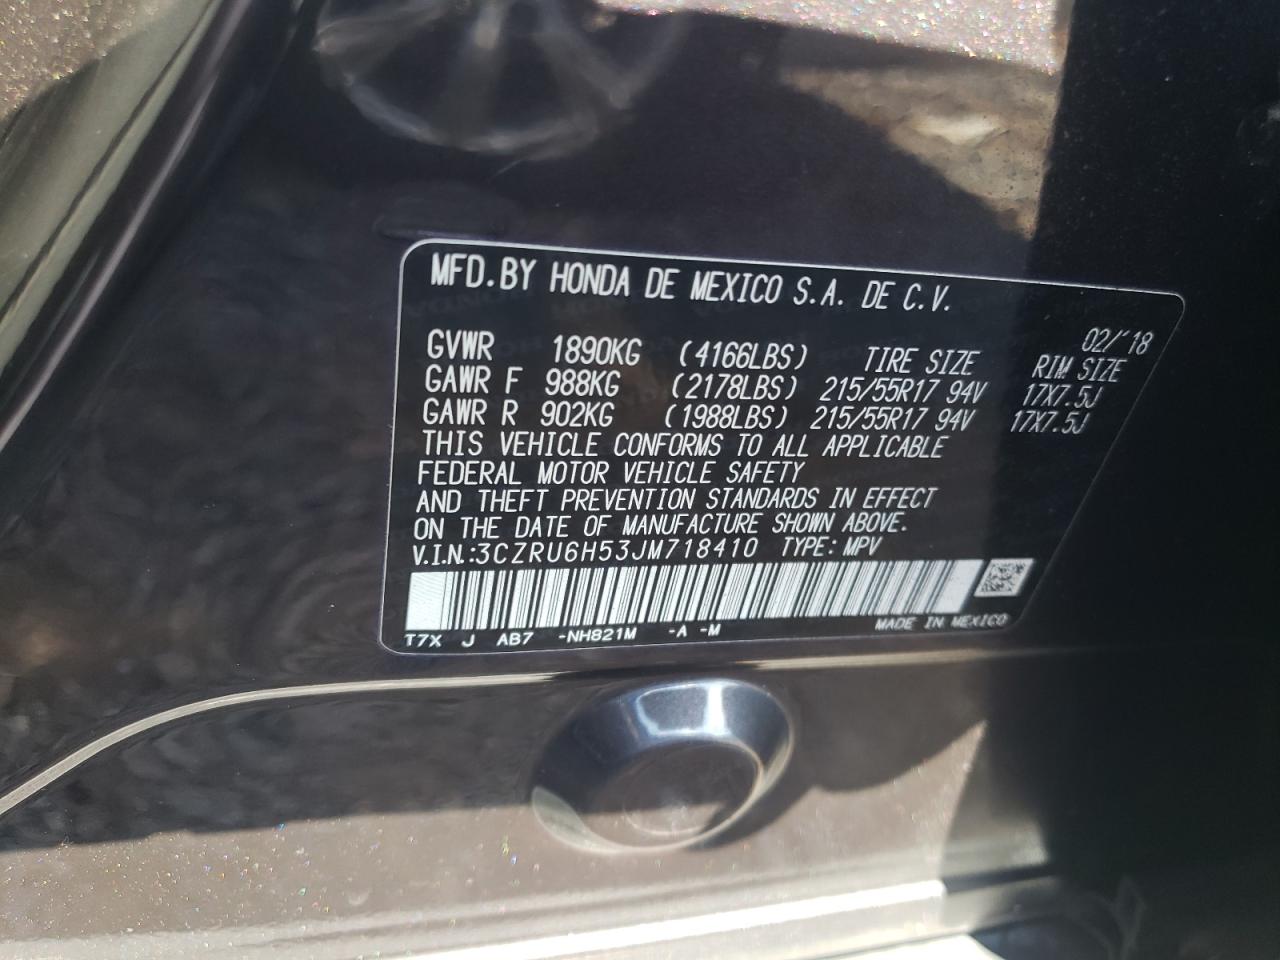 MFD.BY HONDA DE MEXICO S.A. DE C.V.
02/'18
GVWR 1890KG (4166LBS) TIRE SIZE RIM SIZE
GAWR F 988KG (2178LBS) 215/55R17 94V 17X7.5J
GAWR R 902KG (1988LBS) 215/55R17 94V 17X7.5J
THIS VEHICLE CONFORMS TO ALL APPLICABLE
FEDERAL MOTOR VEHICLE SAFETY
AND THEFT PREVENTION STANDARDS IN EFFECT
ON THE DATE OF MANUFACTURE SHOWN ABOVE.
V.I.N.:3CZRU6H53JM718410 TYPE: MPV
T7X J AB7 -NH821M -A -M MADE IN MEXICO